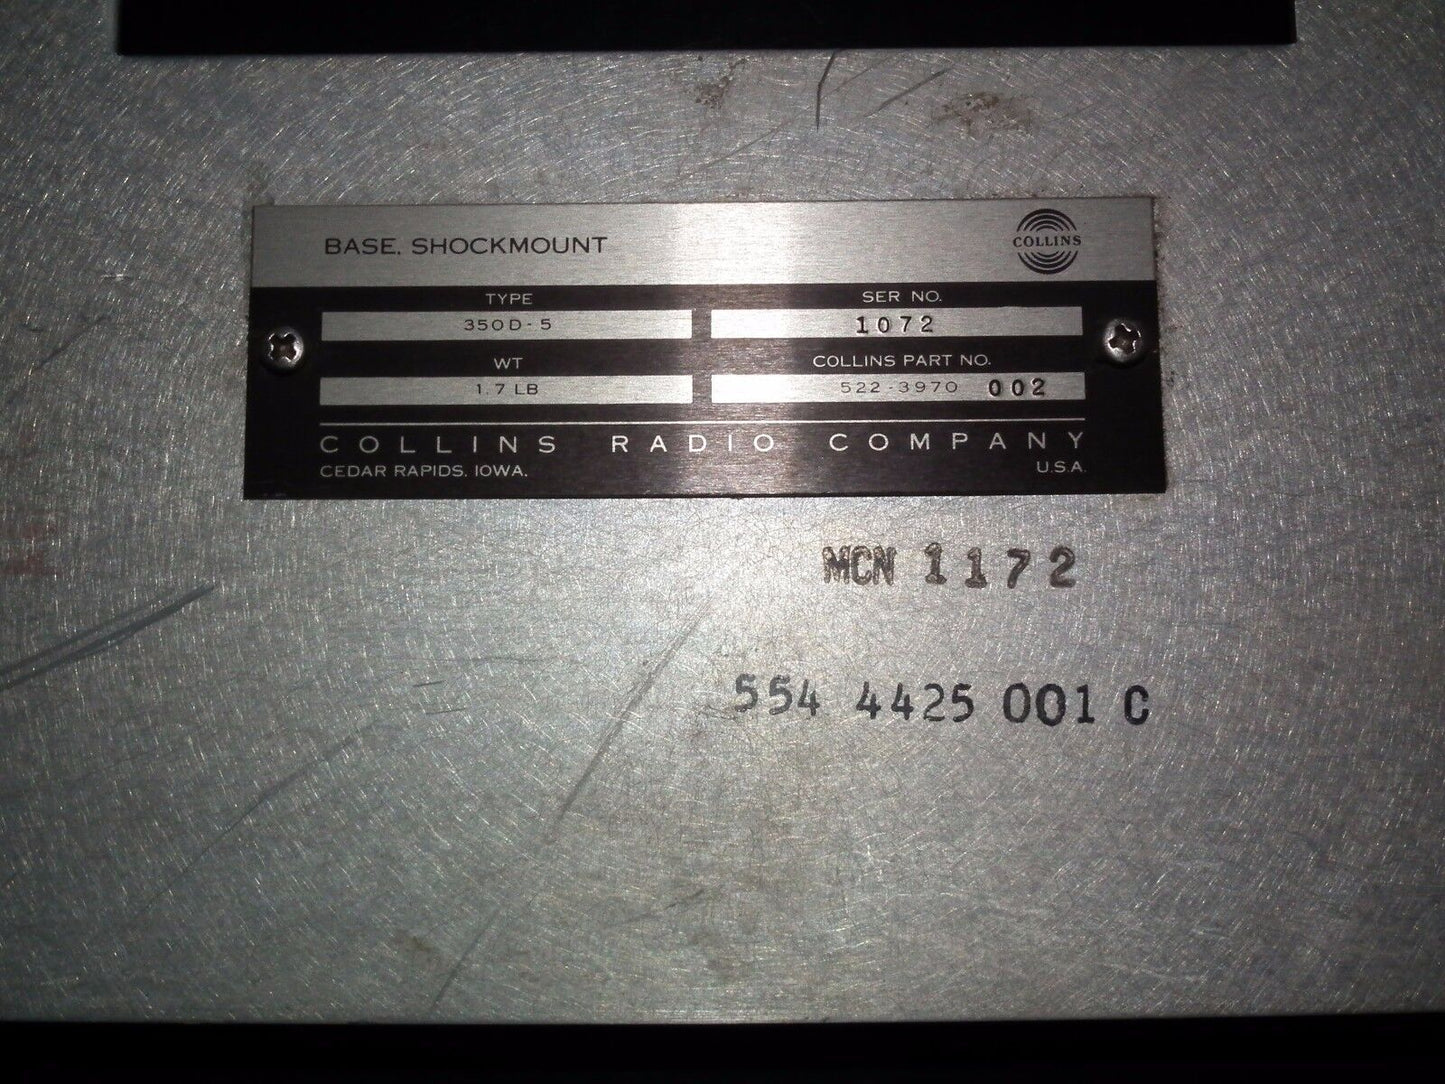 BASE, SHOCKMOUNT
COLLINS
TYPE
350D-5
SER NO.
1072
WT
1.7 LB
COLLINS PART NO.
522-3970 002
COLLINS RADIO COMPANY
CEDAR RAPIDS, IOWA.
U.S.A.
MCN 1172
554 4425 001 C